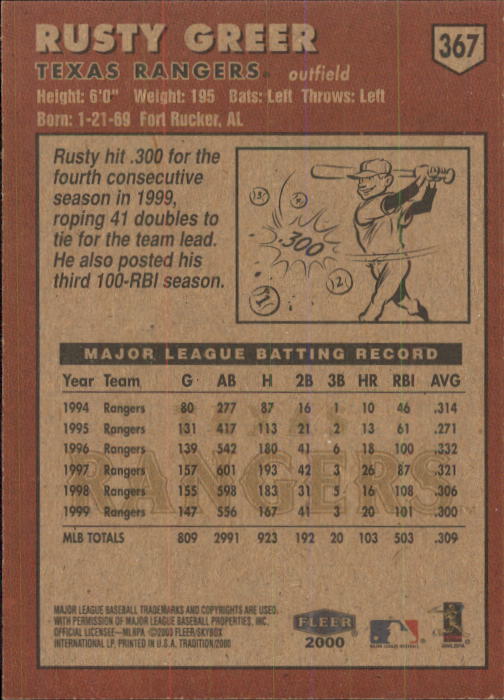 RUSTY GREER
367
TEXAS RANGERS® outfield
Height: 6'0" Weight: 195 Bats: Left Throws: Left
Born: 1-21-69 Fort Rucker, AL
Rusty hit .300 for the
fourth consecutive
season in 1999,
roping 41 doubles to
tie for the team lead.
He also posted his
third 100-RBI season.
.300
MAJOR LEAGUE BATTING RECORD
Year Team G AB H 2B 3B HR RBI AVG
1994 Rangers 80 277 87 16 1 10 46 .314
1995 Rangers 131 417 113 21 2 13 61 .271
1996 Rangers 139 542 180 41 6 18 100 .332
1997 Rangers 157 601 193 42 3 26 87 .321
1998 Rangers 155 598 183 31 5 16 108 .306
1999 Rangers 147 556 167 41 3 20 101 .300
MLB TOTALS 809 2991 923 192 20 103 503 .309
TEXAS
RANGERS
MAJOR LEAGUE BASEBALL TRADEMARKS AND COPYRIGHTS ARE USED
WITH PERMISSION OF MAJOR LEAGUE BASEBALL PROPERTIES, INC.
OFFICIAL LICENSEE—MLBPA ©2000 FLEER/SKYBOX
INTERNATIONAL LP. PRINTED IN U.S.A. TRADITION/2000
FLEER
2000
MAJOR LEAGUE BASEBALL